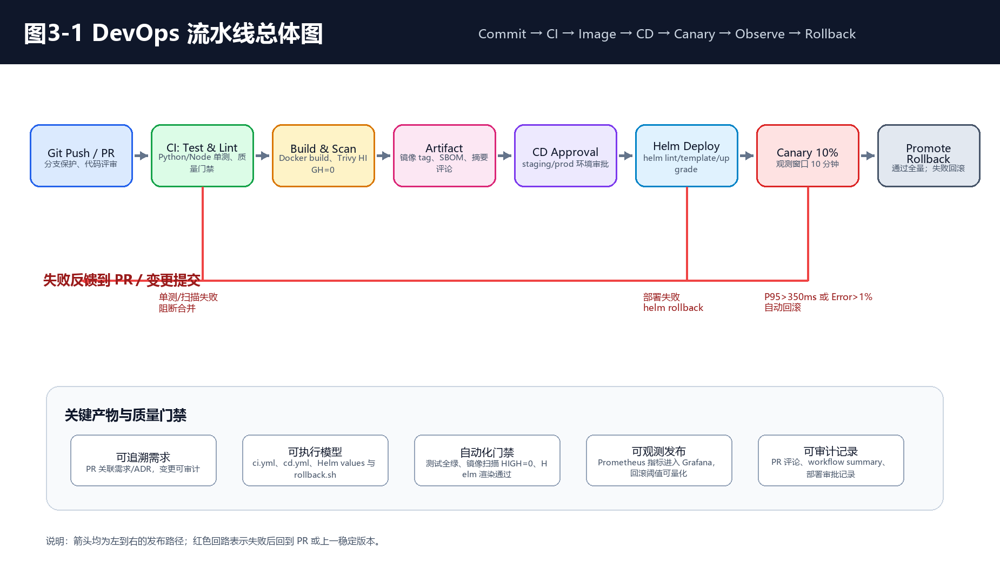 图3-1 DevOps 流水线总体图
Commit → CI → Image → CD → Canary → Observe → Rollback
Git Push / PR
分支保护、代码评审
CI: Test & Lint
Python/Node 单测、质
量门禁
Build & Scan
Docker build、Trivy HI
GH=0
Artifact
镜像 tag、SBOM、摘要
评论
CD Approval
staging/prod 环境审批
Helm Deploy
helm lint/template/up
grade
Canary 10%
观测窗口 10 分钟
Promote
Rollback
通过全量；失败回滚
失败反馈到 PR / 变更提交
单测/扫描失败
阻断合并
部署失败
helm rollback
P95>350ms 或 Error>1%
自动回滚
关键产物与质量门禁
可追溯需求
PR 关联需求/ADR，变更可审计
可执行模型
ci.yml、cd.yml、Helm values 与
rollback.sh
自动化门禁
测试全绿、镜像扫描 HIGH=0、H
elm 渲染通过
可观测发布
Prometheus 指标进入 Grafana，
回滚阈值可量化
可审计记录
PR 评论、workflow summary、
部署审批记录
说明：箭头均为左到右的发布路径；红色回路表示失败后回到 PR 或上一稳定版本。